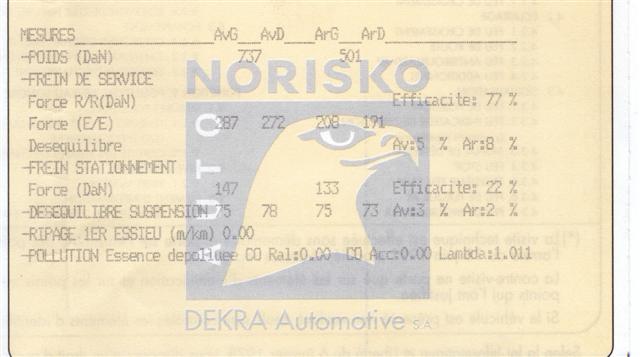 MESURES AvG AvD ArG ArD
-POIDS (DaN) 737 501
-FREIN DE SERVICE
NORISKO
Force R/R(DaN) Efficacite: 77 %
Force (E/E) 287 272 208 191
Desequilibre Av:5 % Ar:8 %
AUTO
-FREIN STATIONNEMENT
Force (DaN) 147 133 Efficacite: 22 %
-DESEQUILIBRE SUSPENSION 75 78 75 73 Av:3 % Ar:2 %
-RIPAGE 1ER ESSIEU (m/km) 0.00
-POLLUTION Essence depolluee CO Ral:0.00 CO Acc:0.00 Lambda:1.011
DEKRA Automotive S.A.